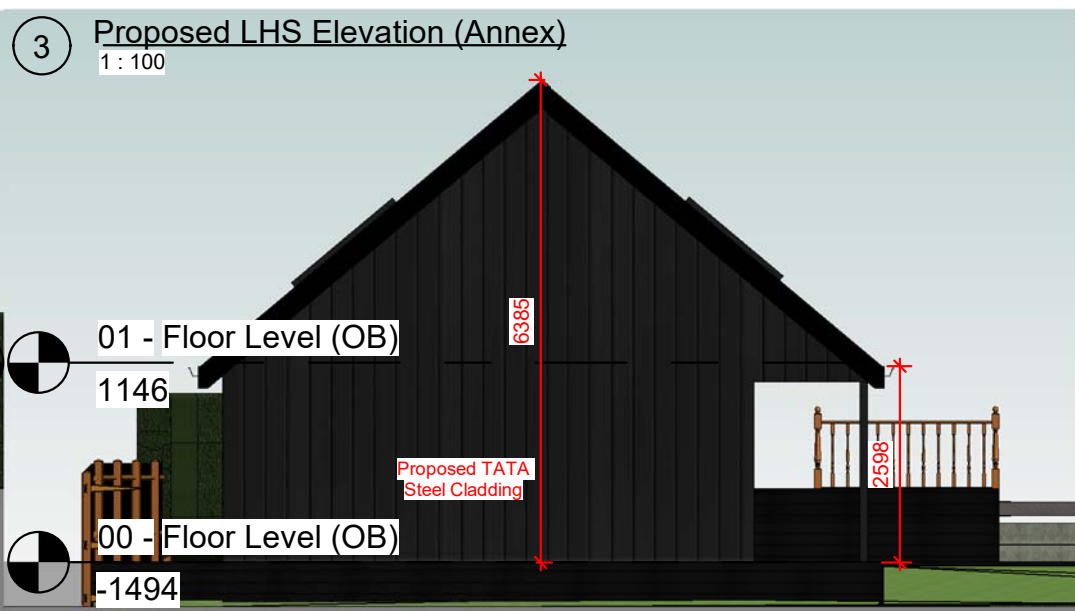 3
Proposed LHS Elevation (Annex)
1 : 100
6385
01 - Floor Level (OB)
1146
2598
Proposed TATA
Steel Cladding
00 - Floor Level (OB)
-1494